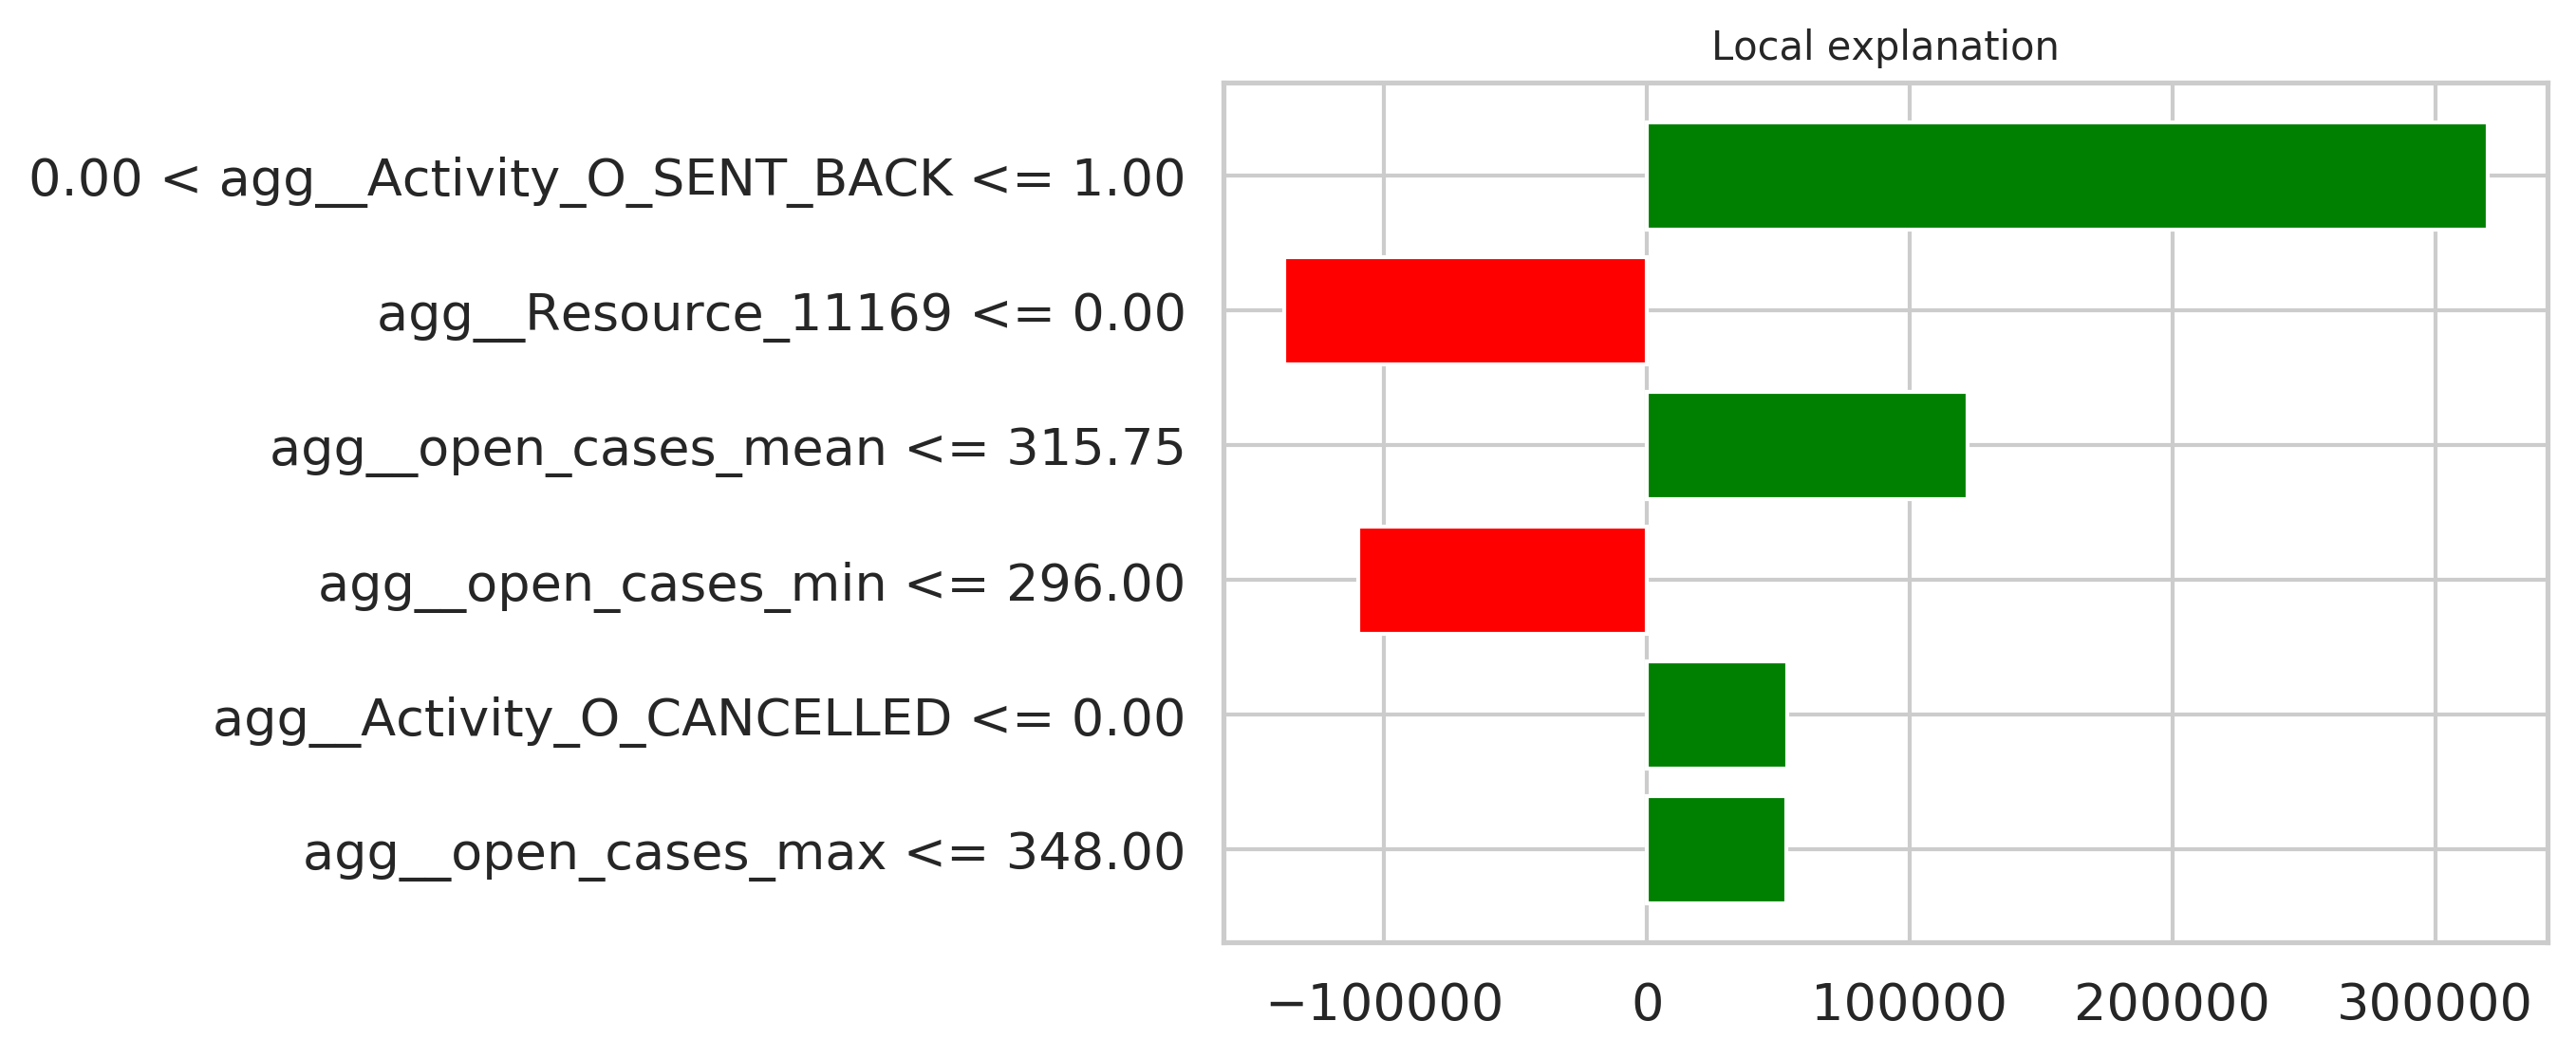 Local explanation
0.00 < agg__Activity_O_SENT_BACK <= 1.00
agg__Resource_11169 <= 0.00
agg__open_cases_mean <= 315.75
agg__open_cases_min <= 296.00
agg__Activity_O_CANCELLED <= 0.00
agg__open_cases_max <= 348.00
−100000 0 100000 200000 300000